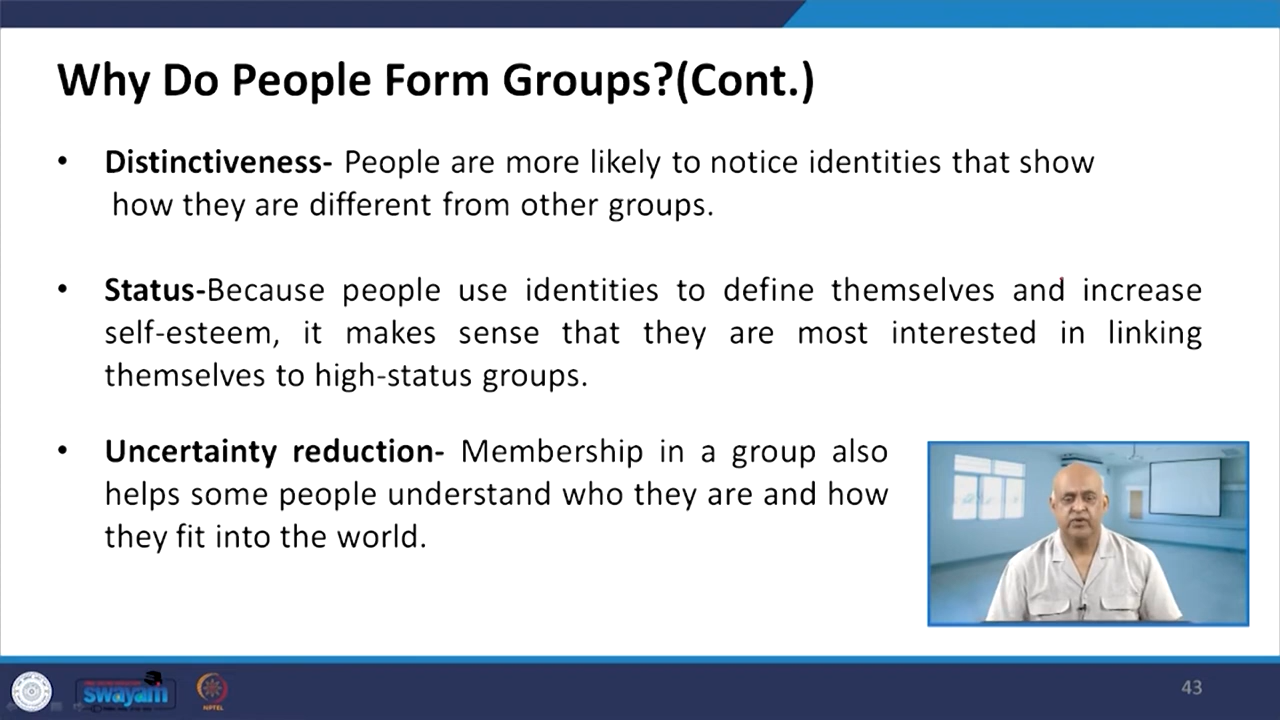 Why Do People Form Groups?(Cont.)
• Distinctiveness- People are more likely to notice identities that show
how they are different from other groups.
• Status-Because people use identities to define themselves and increase
self-esteem, it makes sense that they are most interested in linking
themselves to high-status groups.
• Uncertainty reduction- Membership in a group also
helps some people understand who they are and how
they fit into the world.
swayam
NPTEL
43